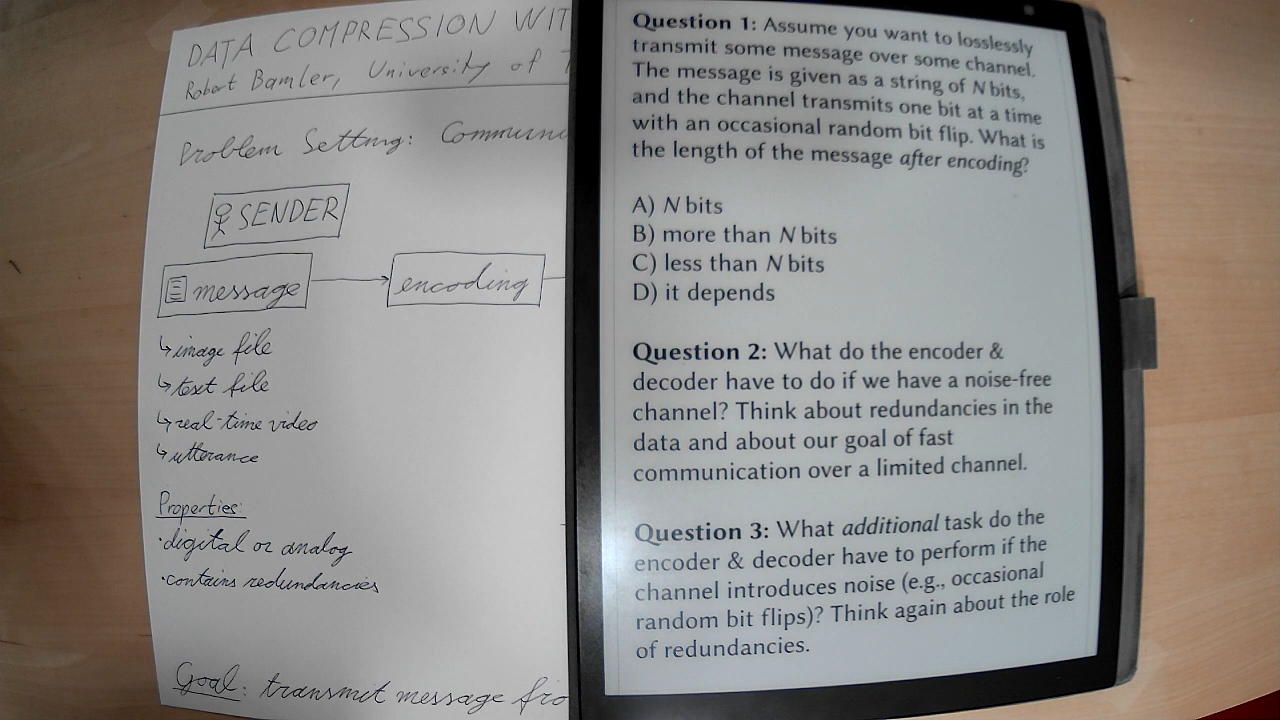 DATA COMPRESSION WIT
Robert Bamler, University of T
Problem Setting: Communi
SENDER
message
encoding
↳image file
↳text file
↳real-time video
↳utterance
Properties:
·digital or analog
·contains redundancies
Goal: transmit message fro
Question 1: Assume you want to losslessly
transmit some message over some channel.
The message is given as a string of N bits,
and the channel transmits one bit at a time
with an occasional random bit flip. What is
the length of the message after encoding?
A) N bits
B) more than N bits
C) less than N bits
D) it depends
Question 2: What do the encoder &
decoder have to do if we have a noise-free
channel? Think about redundancies in the
data and about our goal of fast
communication over a limited channel.
Question 3: What additional task do the
encoder & decoder have to perform if the
channel introduces noise (e.g., occasional
random bit flips)? Think again about the role
of redundancies.